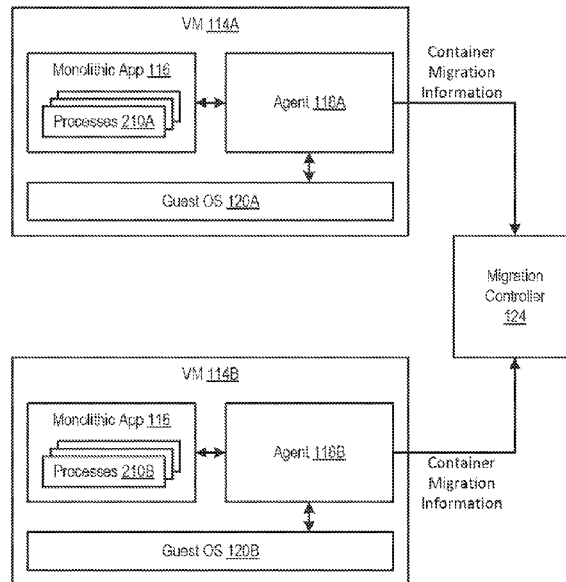 VM 114A
Monolithic App 116
Processes 210A
Agent 118A
Guest OS 120A
Container
Migration
Information
Migration
Controller
124
VM 114B
Monolithic App 116
Processes 210B
Agent 118B
Guest OS 120B
Container
Migration
Information